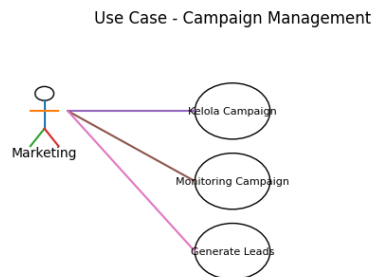 Use Case - Campaign Management
Kelola Campaign
Marketing
Monitoring Campaign
Generate Leads